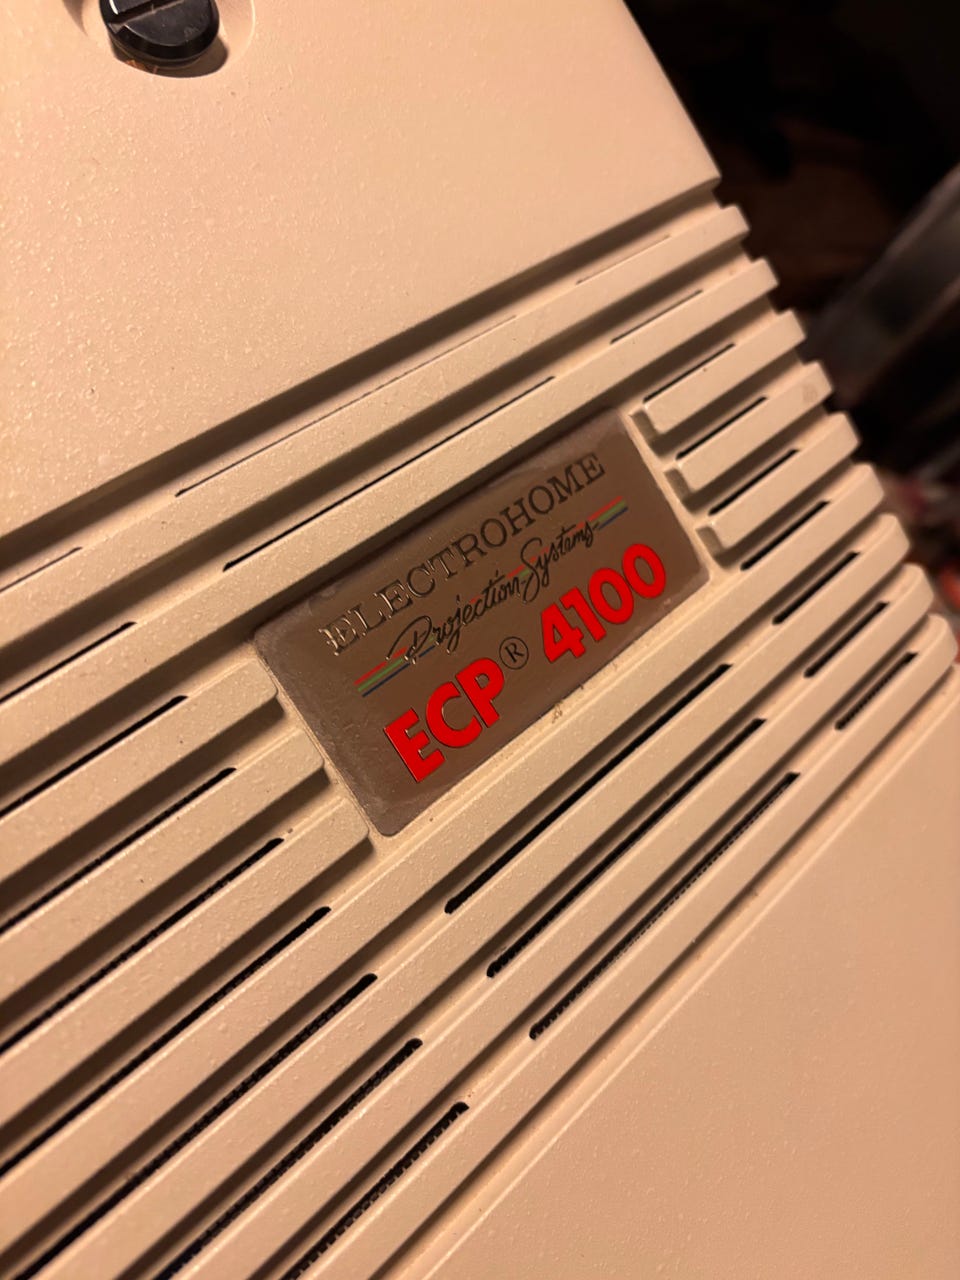 ELECTROHOME
Projection Systems
ECP® 4100